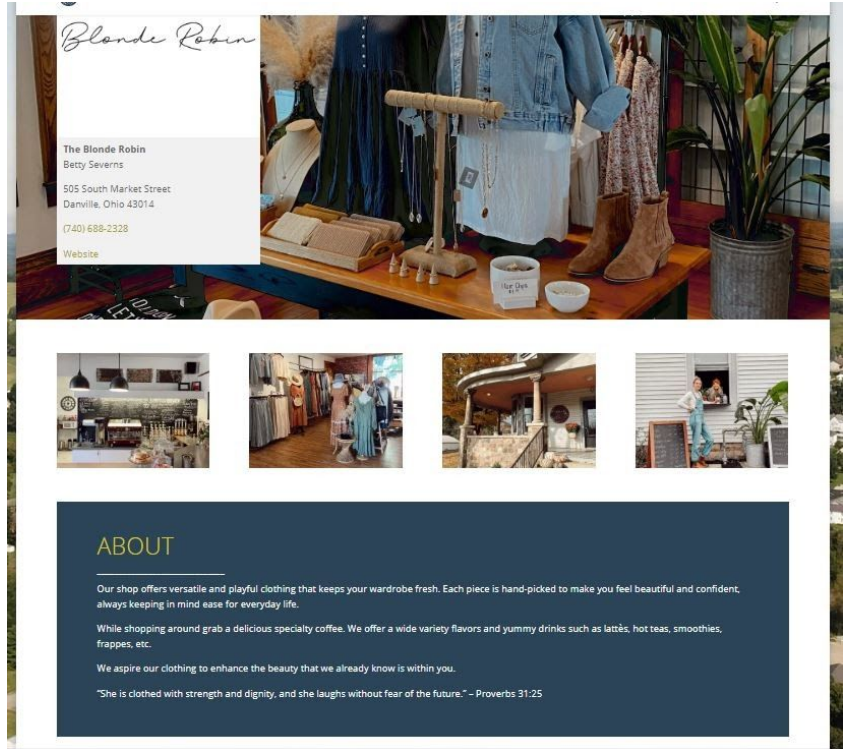 Blonde Robin
The Blonde Robin
Betty Severns
505 South Market Street
Danville, Ohio 43014
(740) 688-2328
Website
ABOUT
Our shop offers versatile and playful clothing that keeps your wardrobe fresh. Each piece is hand-picked to make you feel beautiful and confident,
always keeping in mind ease for everyday life.
While shopping around grab a delicious specialty coffee. We offer a wide variety flavors and yummy drinks such as lattès, hot teas, smoothies,
frappes, etc.
We aspire our clothing to enhance the beauty that we already know is within you.
“She is clothed with strength and dignity, and she laughs without fear of the future.” – Proverbs 31:25